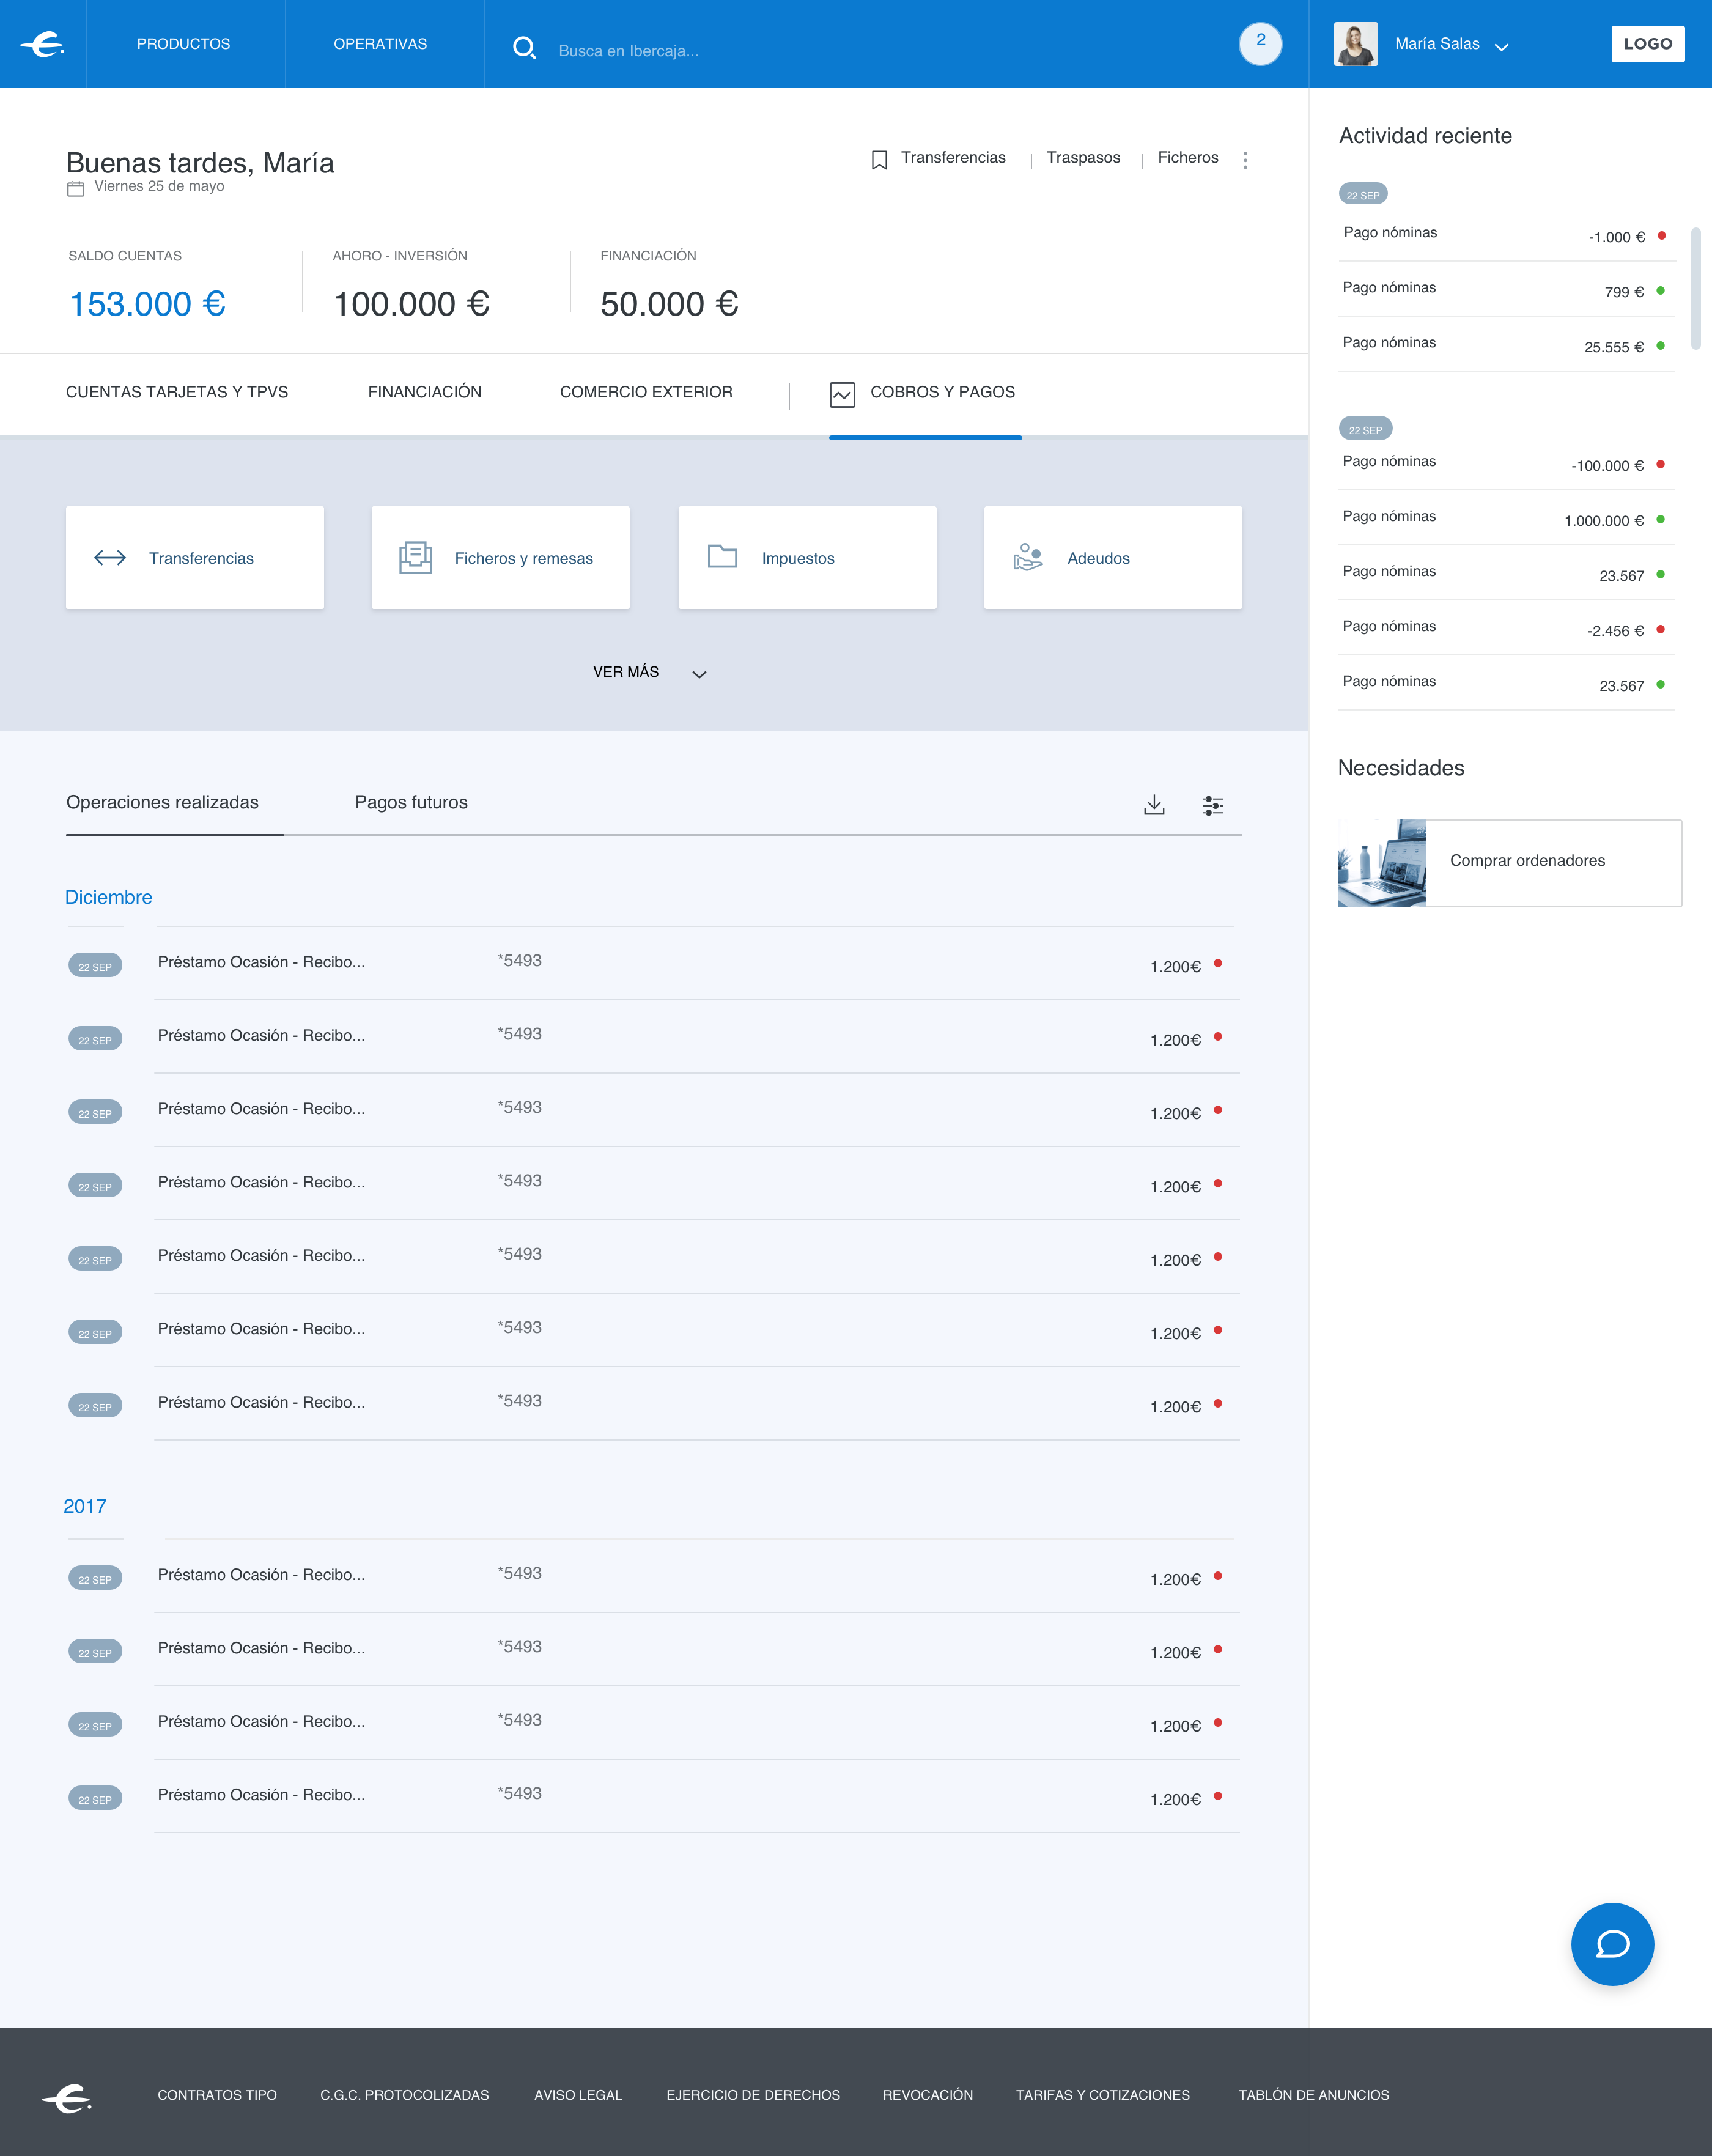 PRODUCTOS OPERATIVAS Busca en Ibercaja... 2 María Salas LOGO
Buenas tardes, María
Viernes 25 de mayo
Transferencias | Traspasos | Ficheros
SALDO CUENTAS AHORO - INVERSIÓN FINANCIACIÓN
153.000 € 100.000 € 50.000 €
CUENTAS TARJETAS Y TPVS FINANCIACIÓN COMERCIO EXTERIOR | COBROS Y PAGOS
Transferencias Ficheros y remesas Impuestos Adeudos
VER MÁS
Operaciones realizadas Pagos futuros
Diciembre
22 SEP Préstamo Ocasión - Recibo... *5493 1.200€
22 SEP Préstamo Ocasión - Recibo... *5493 1.200€
22 SEP Préstamo Ocasión - Recibo... *5493 1.200€
22 SEP Préstamo Ocasión - Recibo... *5493 1.200€
22 SEP Préstamo Ocasión - Recibo... *5493 1.200€
22 SEP Préstamo Ocasión - Recibo... *5493 1.200€
22 SEP Préstamo Ocasión - Recibo... *5493 1.200€
2017
22 SEP Préstamo Ocasión - Recibo... *5493 1.200€
22 SEP Préstamo Ocasión - Recibo... *5493 1.200€
22 SEP Préstamo Ocasión - Recibo... *5493 1.200€
22 SEP Préstamo Ocasión - Recibo... *5493 1.200€
Actividad reciente
22 SEP
Pago nóminas -1.000 €
Pago nóminas 799 €
Pago nóminas 25.555 €
22 SEP
Pago nóminas -100.000 €
Pago nóminas 1.000.000 €
Pago nóminas 23.567
Pago nóminas -2.456 €
Pago nóminas 23.567
Necesidades
Comprar ordenadores
CONTRATOS TIPO C.G.C. PROTOCOLIZADAS AVISO LEGAL EJERCICIO DE DERECHOS REVOCACIÓN TARIFAS Y COTIZACIONES TABLÓN DE ANUNCIOS